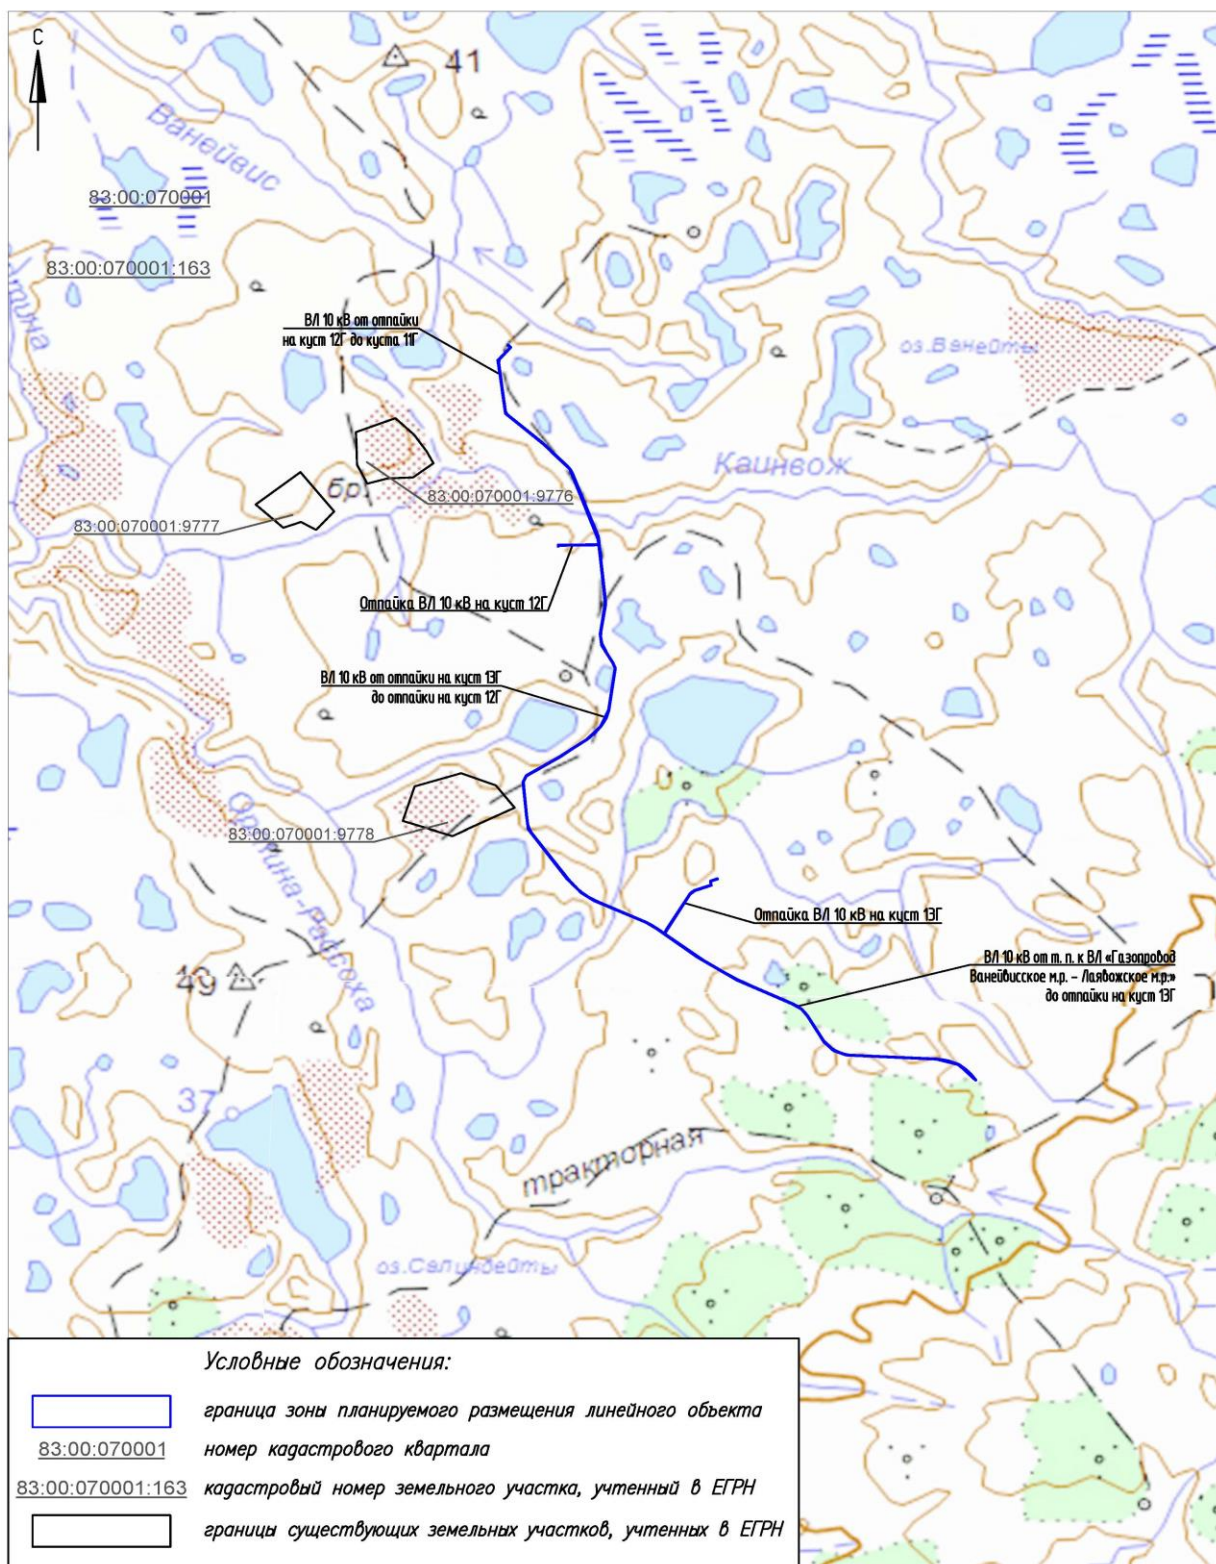 С
41
Ванейвис
83:00:070001
83:00:070001:163
ВЛ 10 кВ от отпайки
на куст 12Г до куста 11Г
оз.Ванейты
Каинвож
бр.
83:00:070001:9776
83:00:070001:9777
Отпайка ВЛ 10 кВ на куст 12Г
ВЛ 10 кВ от отпайки на куст 13Г
до отпайки на куст 12Г
83:00:070001:9778
Ортина-Рассоха
Отпайка ВЛ 10 кВ на куст 13Г
ВЛ 10 кВ от т. п. к ВЛ «Газопровод
Ванейвисское м.р. – Лаявожское м.р.»
до отпайки на куст 13Г
49
37
тракторная
Условные обозначения:
граница зоны планируемого размещения линейного объекта
83:00:070001 номер кадастрового квартала
83:00:070001:163 кадастровый номер земельного участка, учтенный в ЕГРН
границы существующих земельных участков, учтенных в ЕГРН